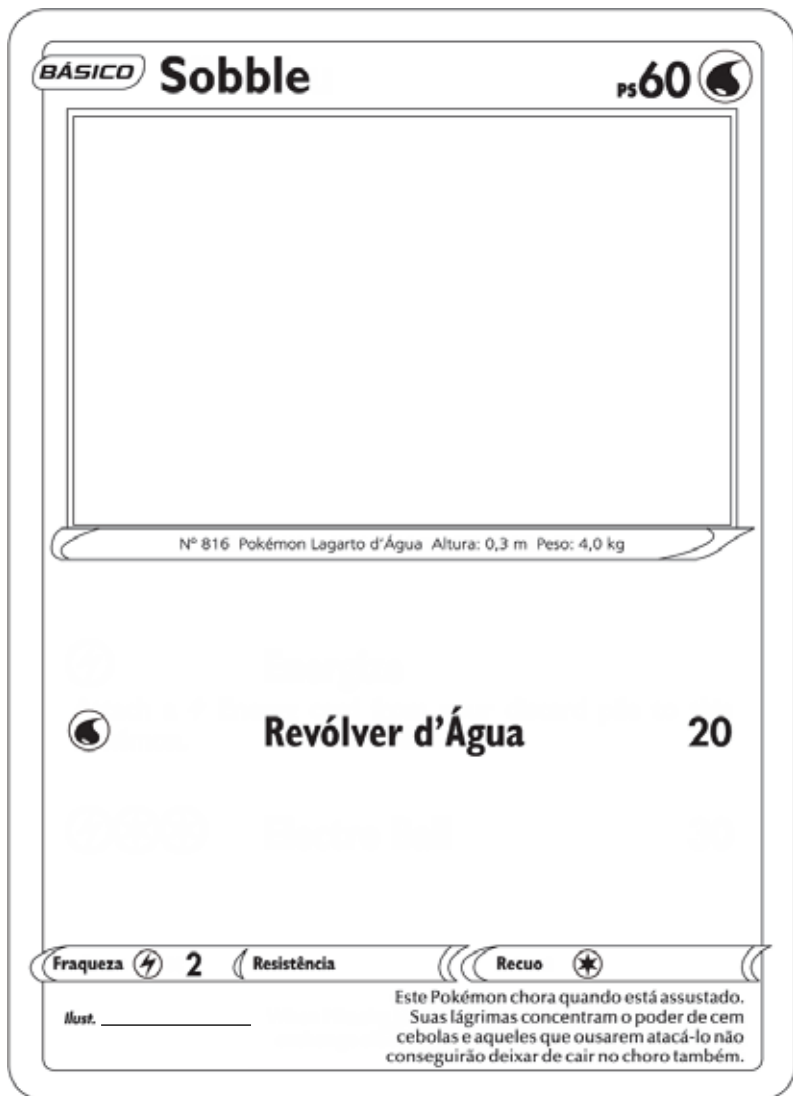 BÁSICO Sobble PS60
Nº 816 Pokémon Lagarto d'Água Altura: 0,3 m Peso: 4,0 kg
Revólver d'Água 20
Fraqueza 2 Resistência Recuo
Ilust.
Este Pokémon chora quando está assustado.
Suas lágrimas concentram o poder de cem
cebolas e aqueles que ousarem atacá-lo não
conseguirão deixar de cair no choro também.